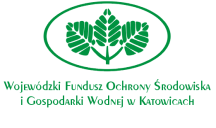 Wojewódzki Fundusz Ochrony Środowiska
i Gospodarki Wodnej w Katowicach